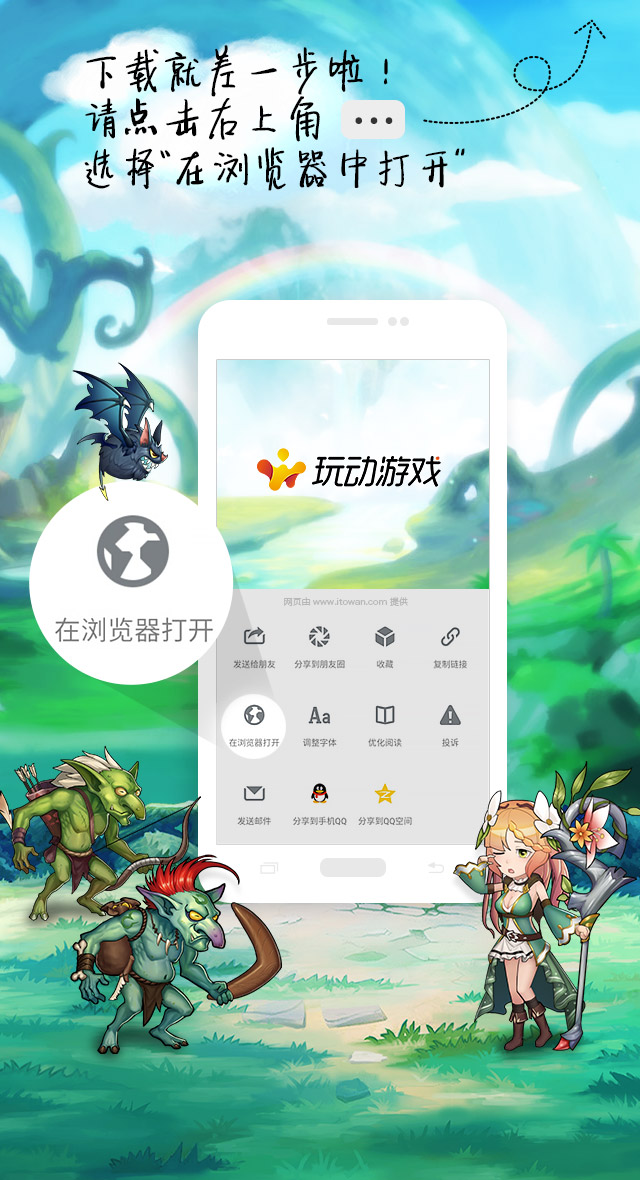 下载就差一步啦！
请点击右上角
选择“在浏览器中打开”
玩动游戏
在浏览器打开
网页由 www.itowan.com 提供
发送给朋友 分享到朋友圈 收藏 复制链接
在浏览器打开 调整字体 优化阅读 投诉
发送邮件 分享到手机QQ 分享到QQ空间
Aa